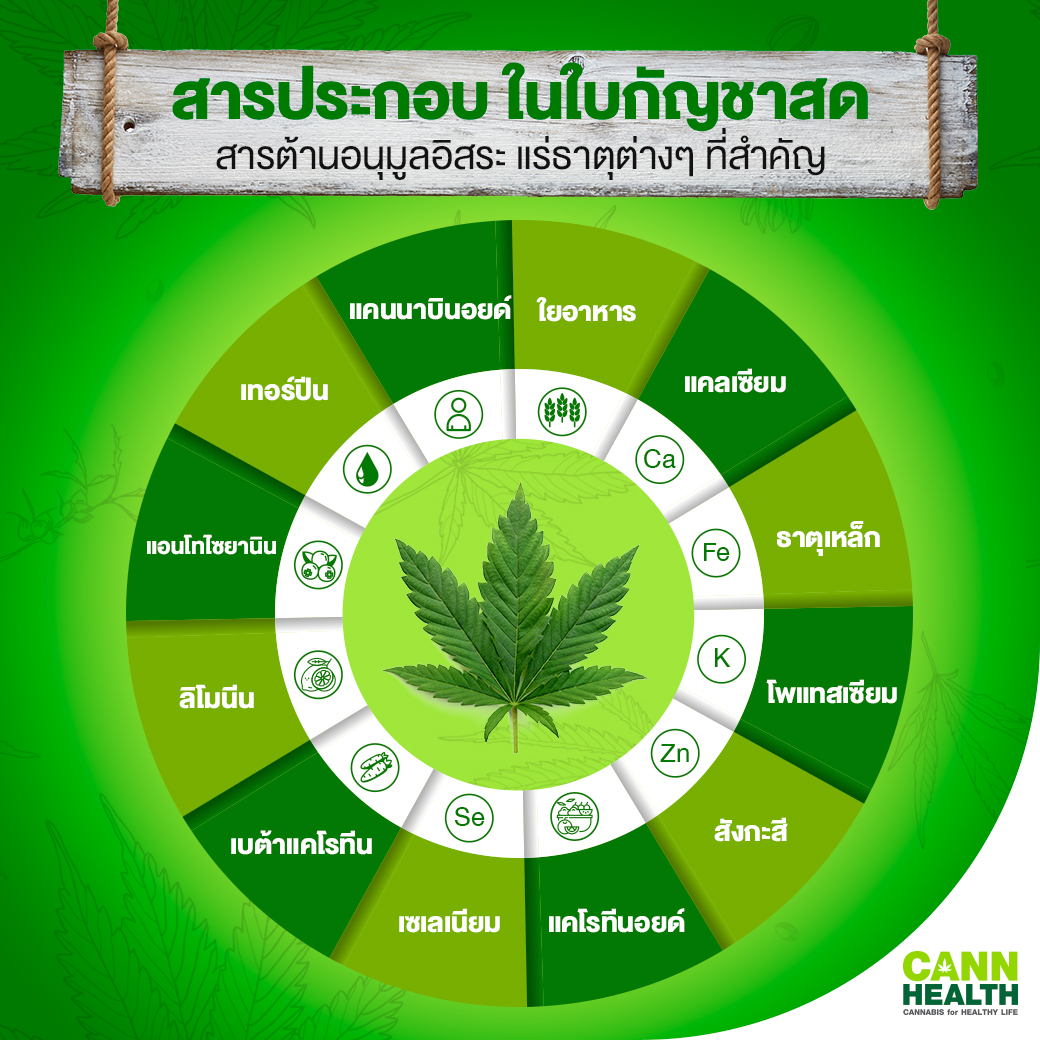 สารประกอบ ในใบกัญชาสด
สารต้านอนุมูลอิสระ แร่ธาตุต่างๆ ที่สำคัญ
แคนนาบินอยด์
ใยอาหาร
แคลเซียม
Ca
ธาตุเหล็ก
Fe
โพแทสเซียม
K
สังกะสี
Zn
แคโรทีนอยด์
เซเลเนียม
Se
เบต้าแคโรทีน
ลิโมนีน
แอนโทไซยานิน
เทอร์ปีน
CANN
HEALTH
CANNABIS for HEALTHY LIFE